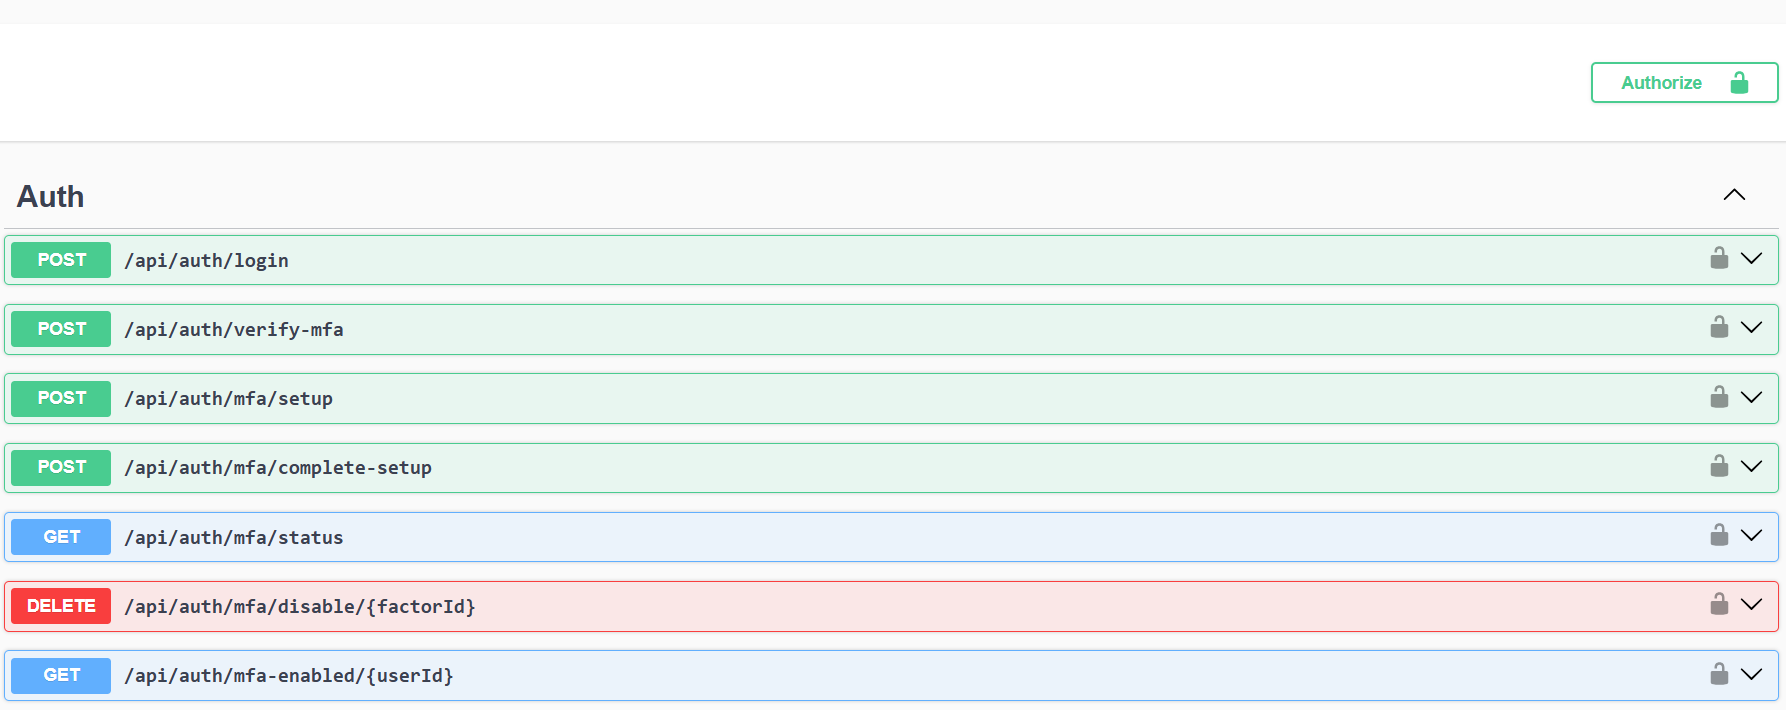 Authorize
Auth
POST /api/auth/login
POST /api/auth/verify-mfa
POST /api/auth/mfa/setup
POST /api/auth/mfa/complete-setup
GET /api/auth/mfa/status
DELETE /api/auth/mfa/disable/{factorId}
GET /api/auth/mfa-enabled/{userId}